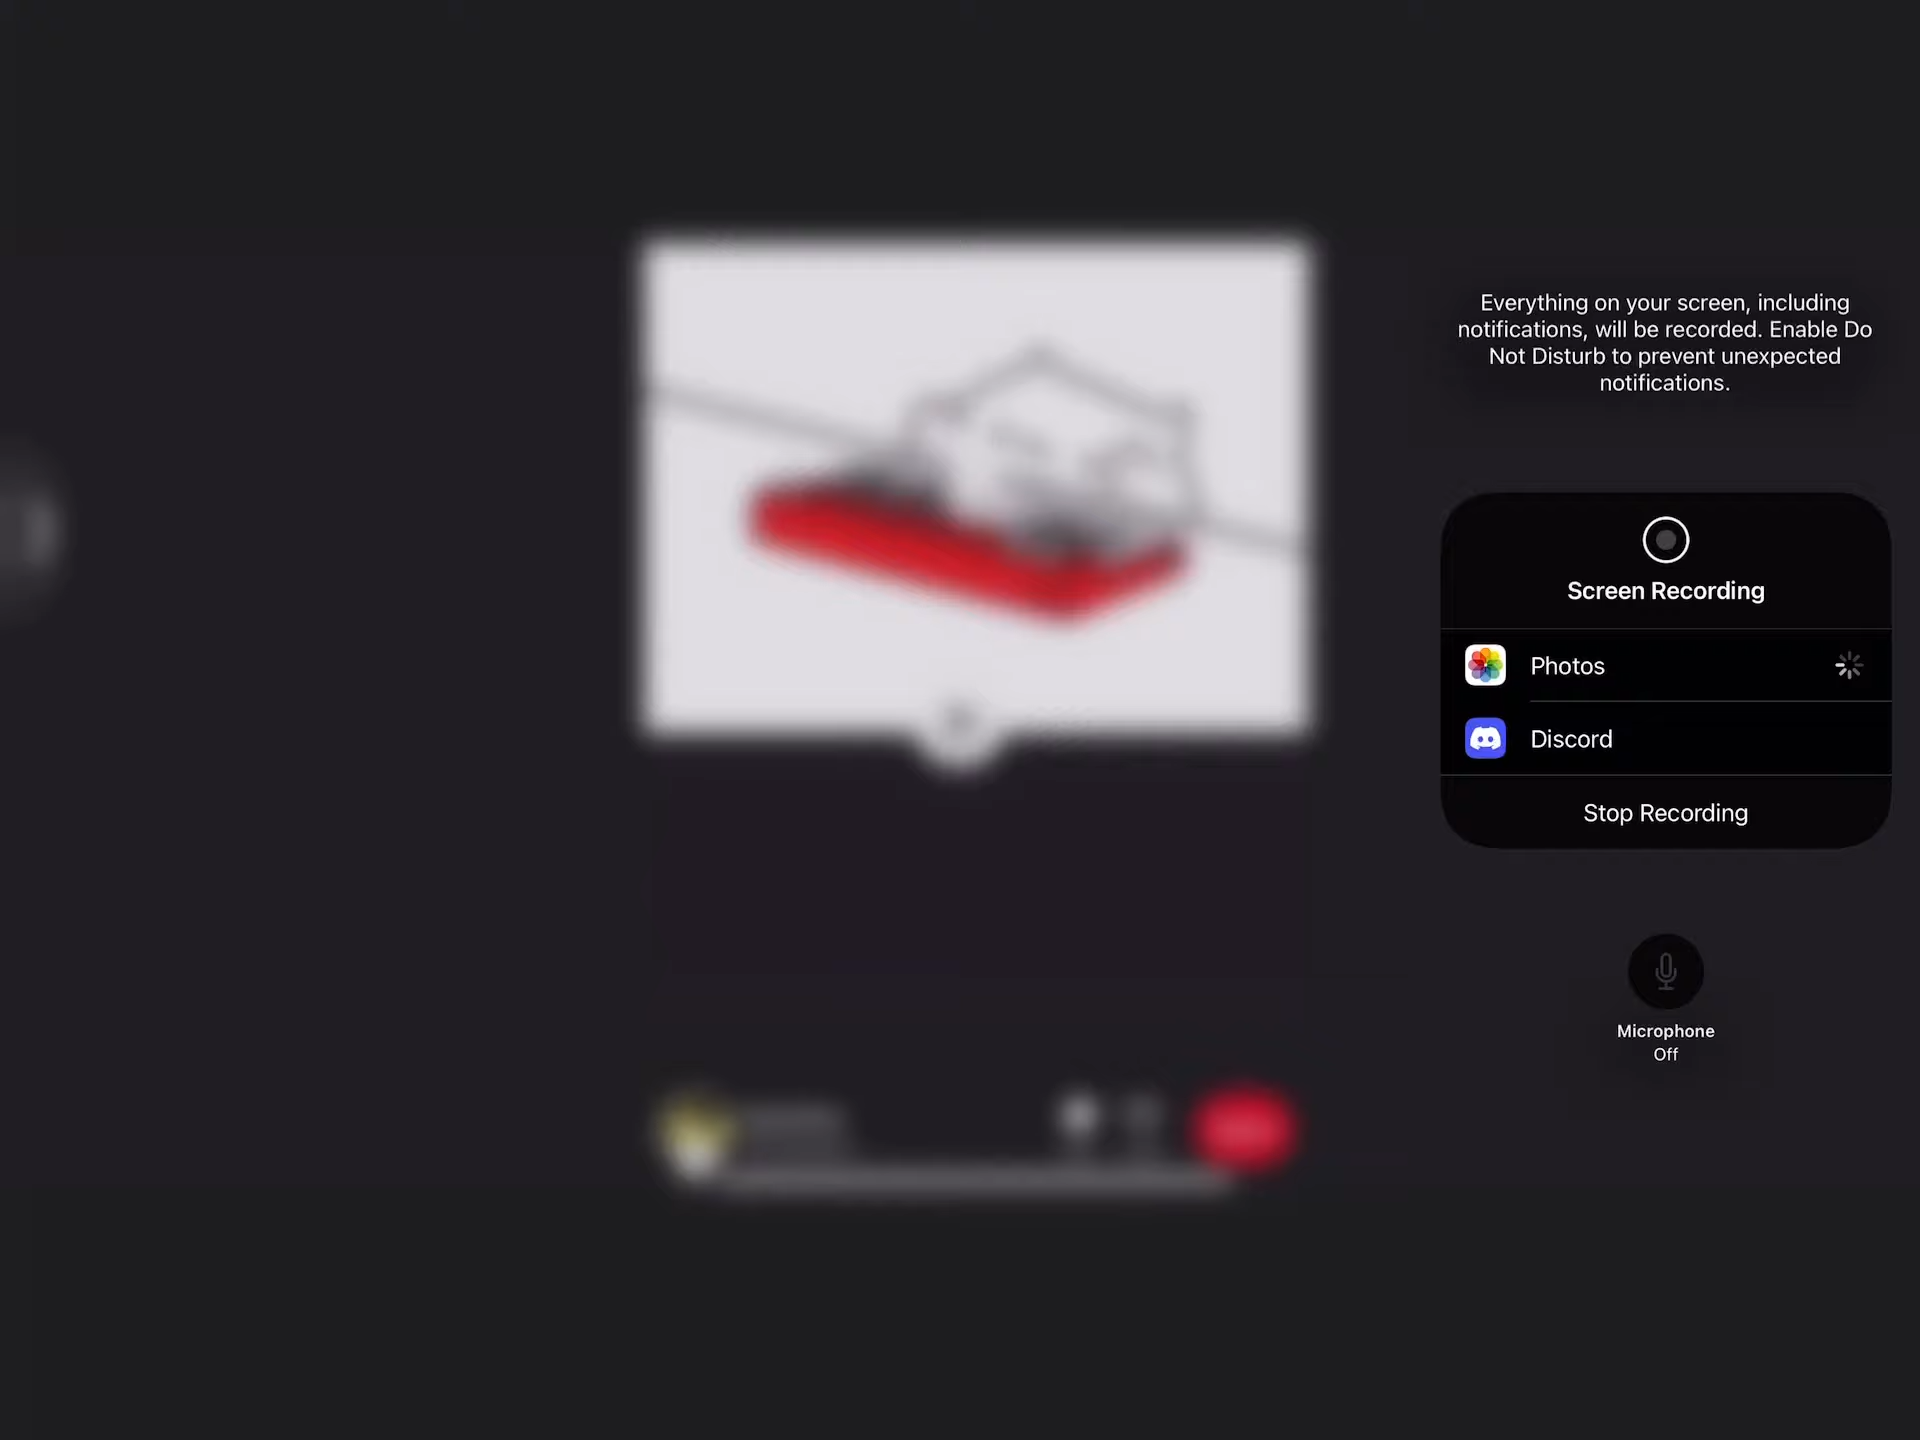 Everything on your screen, including
notifications, will be recorded. Enable Do
Not Disturb to prevent unexpected
notifications.
Screen Recording
Photos
Discord
Stop Recording
Microphone
Off